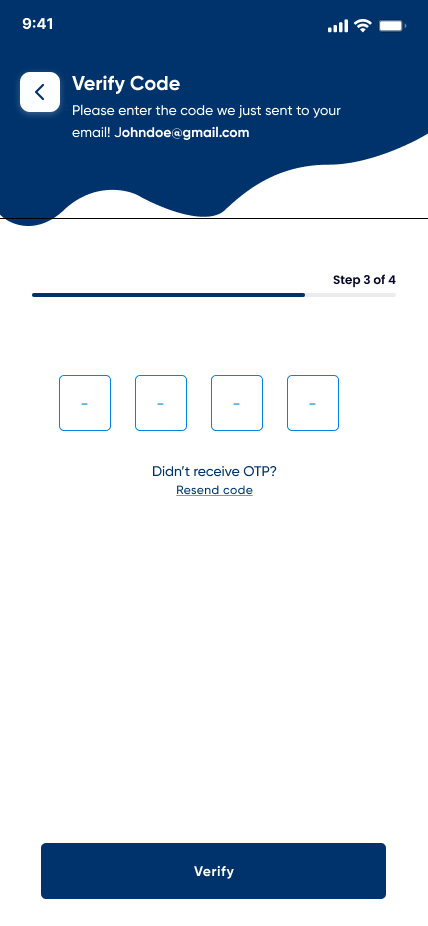 9:41
Verify Code
Please enter the code we just sent to your
email! Johndoe@gmail.com
Step 3 of 4
- - - -
Didn’t receive OTP?
Resend code
Verify